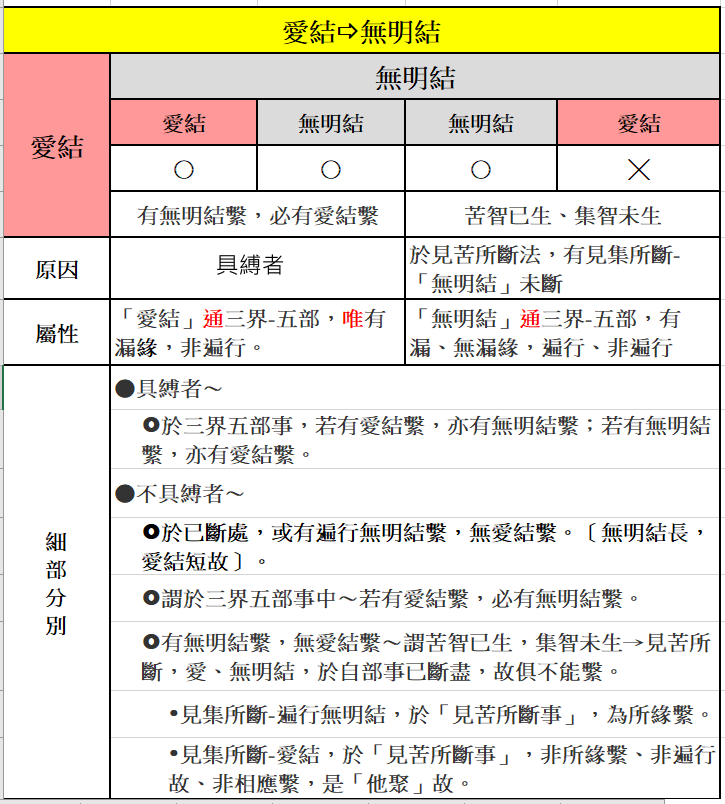 愛結⇨無明結
愛結
無明結
愛結
無明結
無明結
愛結
○
○
○
╳
有無明結繫，必有愛結繫
苦智已生、集智未生
原因
具縛者
於見苦所斷法，有見集所斷-
「無明結」未斷
屬性
「愛結」通三界-五部，唯有
漏緣，非遍行。
「無明結」通三界-五部，有
漏、無漏緣，遍行、非遍行
細
部
分
別
●具縛者～
⭘於三界五部事，若有愛結繫，亦有無明結繫；若有無明結
繫，亦有愛結繫。
●不具縛者～
⭘於已斷處，或有遍行無明結繫，無愛結繫。〔無明結長，
愛結短故〕。
⭘謂於三界五部事中～若有愛結繫，必有無明結繫。
⭘有無明結繫，無愛結繫～謂苦智已生，集智未生→見苦所
斷，愛、無明結，於自部事已斷盡，故俱不能繫。
•見集所斷-遍行無明結，於「見苦所斷事」，為所緣繫。
•見集所斷-愛結，於「見苦所斷事」，非所緣繫、非遍行
故、非相應繫，是「他聚」故。